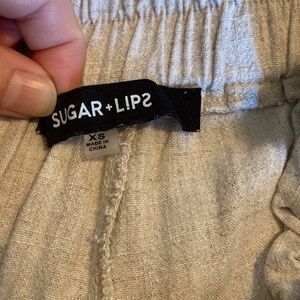 SUGAR + LIPS
XS
MADE IN
CHINA